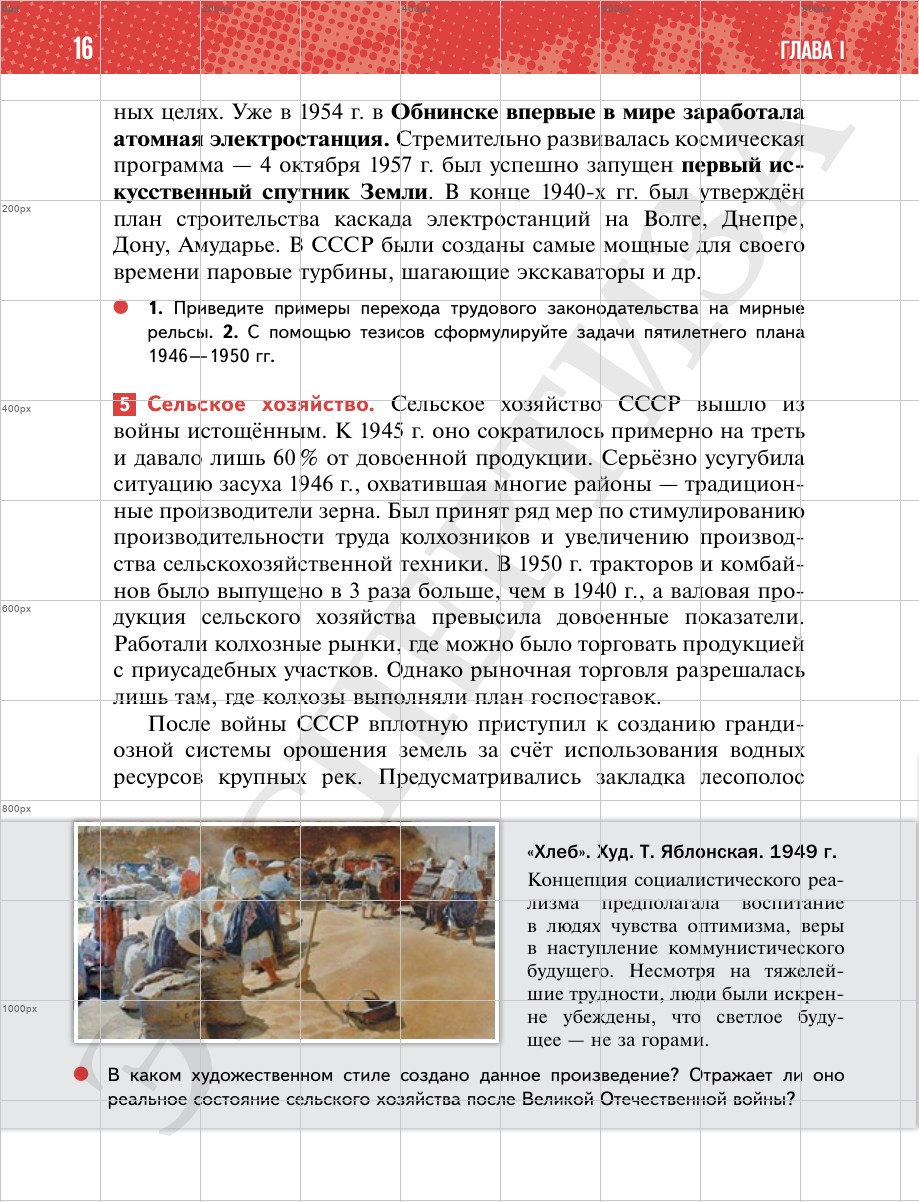 16
ГЛАВА I
ных целях. Уже в 1954 г. в Обнинске впервые в мире заработала
атомная электростанция. Стремительно развивалась космическая
программа — 4 октября 1957 г. был успешно запущен первый ис-
кусственный спутник Земли. В конце 1940-х гг. был утверждён
план строительства каскада электростанций на Волге, Днепре,
Дону, Амударье. В СССР были созданы самые мощные для своего
времени паровые турбины, шагающие экскаваторы и др.
1. Приведите примеры перехода трудового законодательства на мирные
рельсы. 2. С помощью тезисов сформулируйте задачи пятилетнего плана
1946—1950 гг.
5 Сельское хозяйство. Сельское хозяйство СССР вышло из
войны истощённым. К 1945 г. оно сократилось примерно на треть
и давало лишь 60 % от довоенной продукции. Серьёзно усугубила
ситуацию засуха 1946 г., охватившая многие районы — традицион-
ные производители зерна. Был принят ряд мер по стимулированию
производительности труда колхозников и увеличению производ-
ства сельскохозяйственной техники. В 1950 г. тракторов и комбай-
нов было выпущено в 3 раза больше, чем в 1940 г., а валовая про-
дукция сельского хозяйства превысила довоенные показатели.
Работали колхозные рынки, где можно было торговать продукцией
с приусадебных участков. Однако рыночная торговля разрешалась
лишь там, где колхозы выполняли план госпоставок.
После войны СССР вплотную приступил к созданию гранди-
озной системы орошения земель за счёт использования водных
ресурсов крупных рек. Предусматривались закладка лесополос
«Хлеб». Худ. Т. Яблонская. 1949 г.
Концепция социалистического реа-
лизма предполагала воспитание
в людях чувства оптимизма, веры
в наступление коммунистического
будущего. Несмотря на тяжелей-
шие трудности, люди были искрен-
не убеждены, что светлое буду-
щее — не за горами.
В каком художественном стиле создано данное произведение? Отражает ли оно
реальное состояние сельского хозяйства после Великой Отечественной войны?
ЭКСПЕРТИЗА
200px
400px
600px
800px
1000px